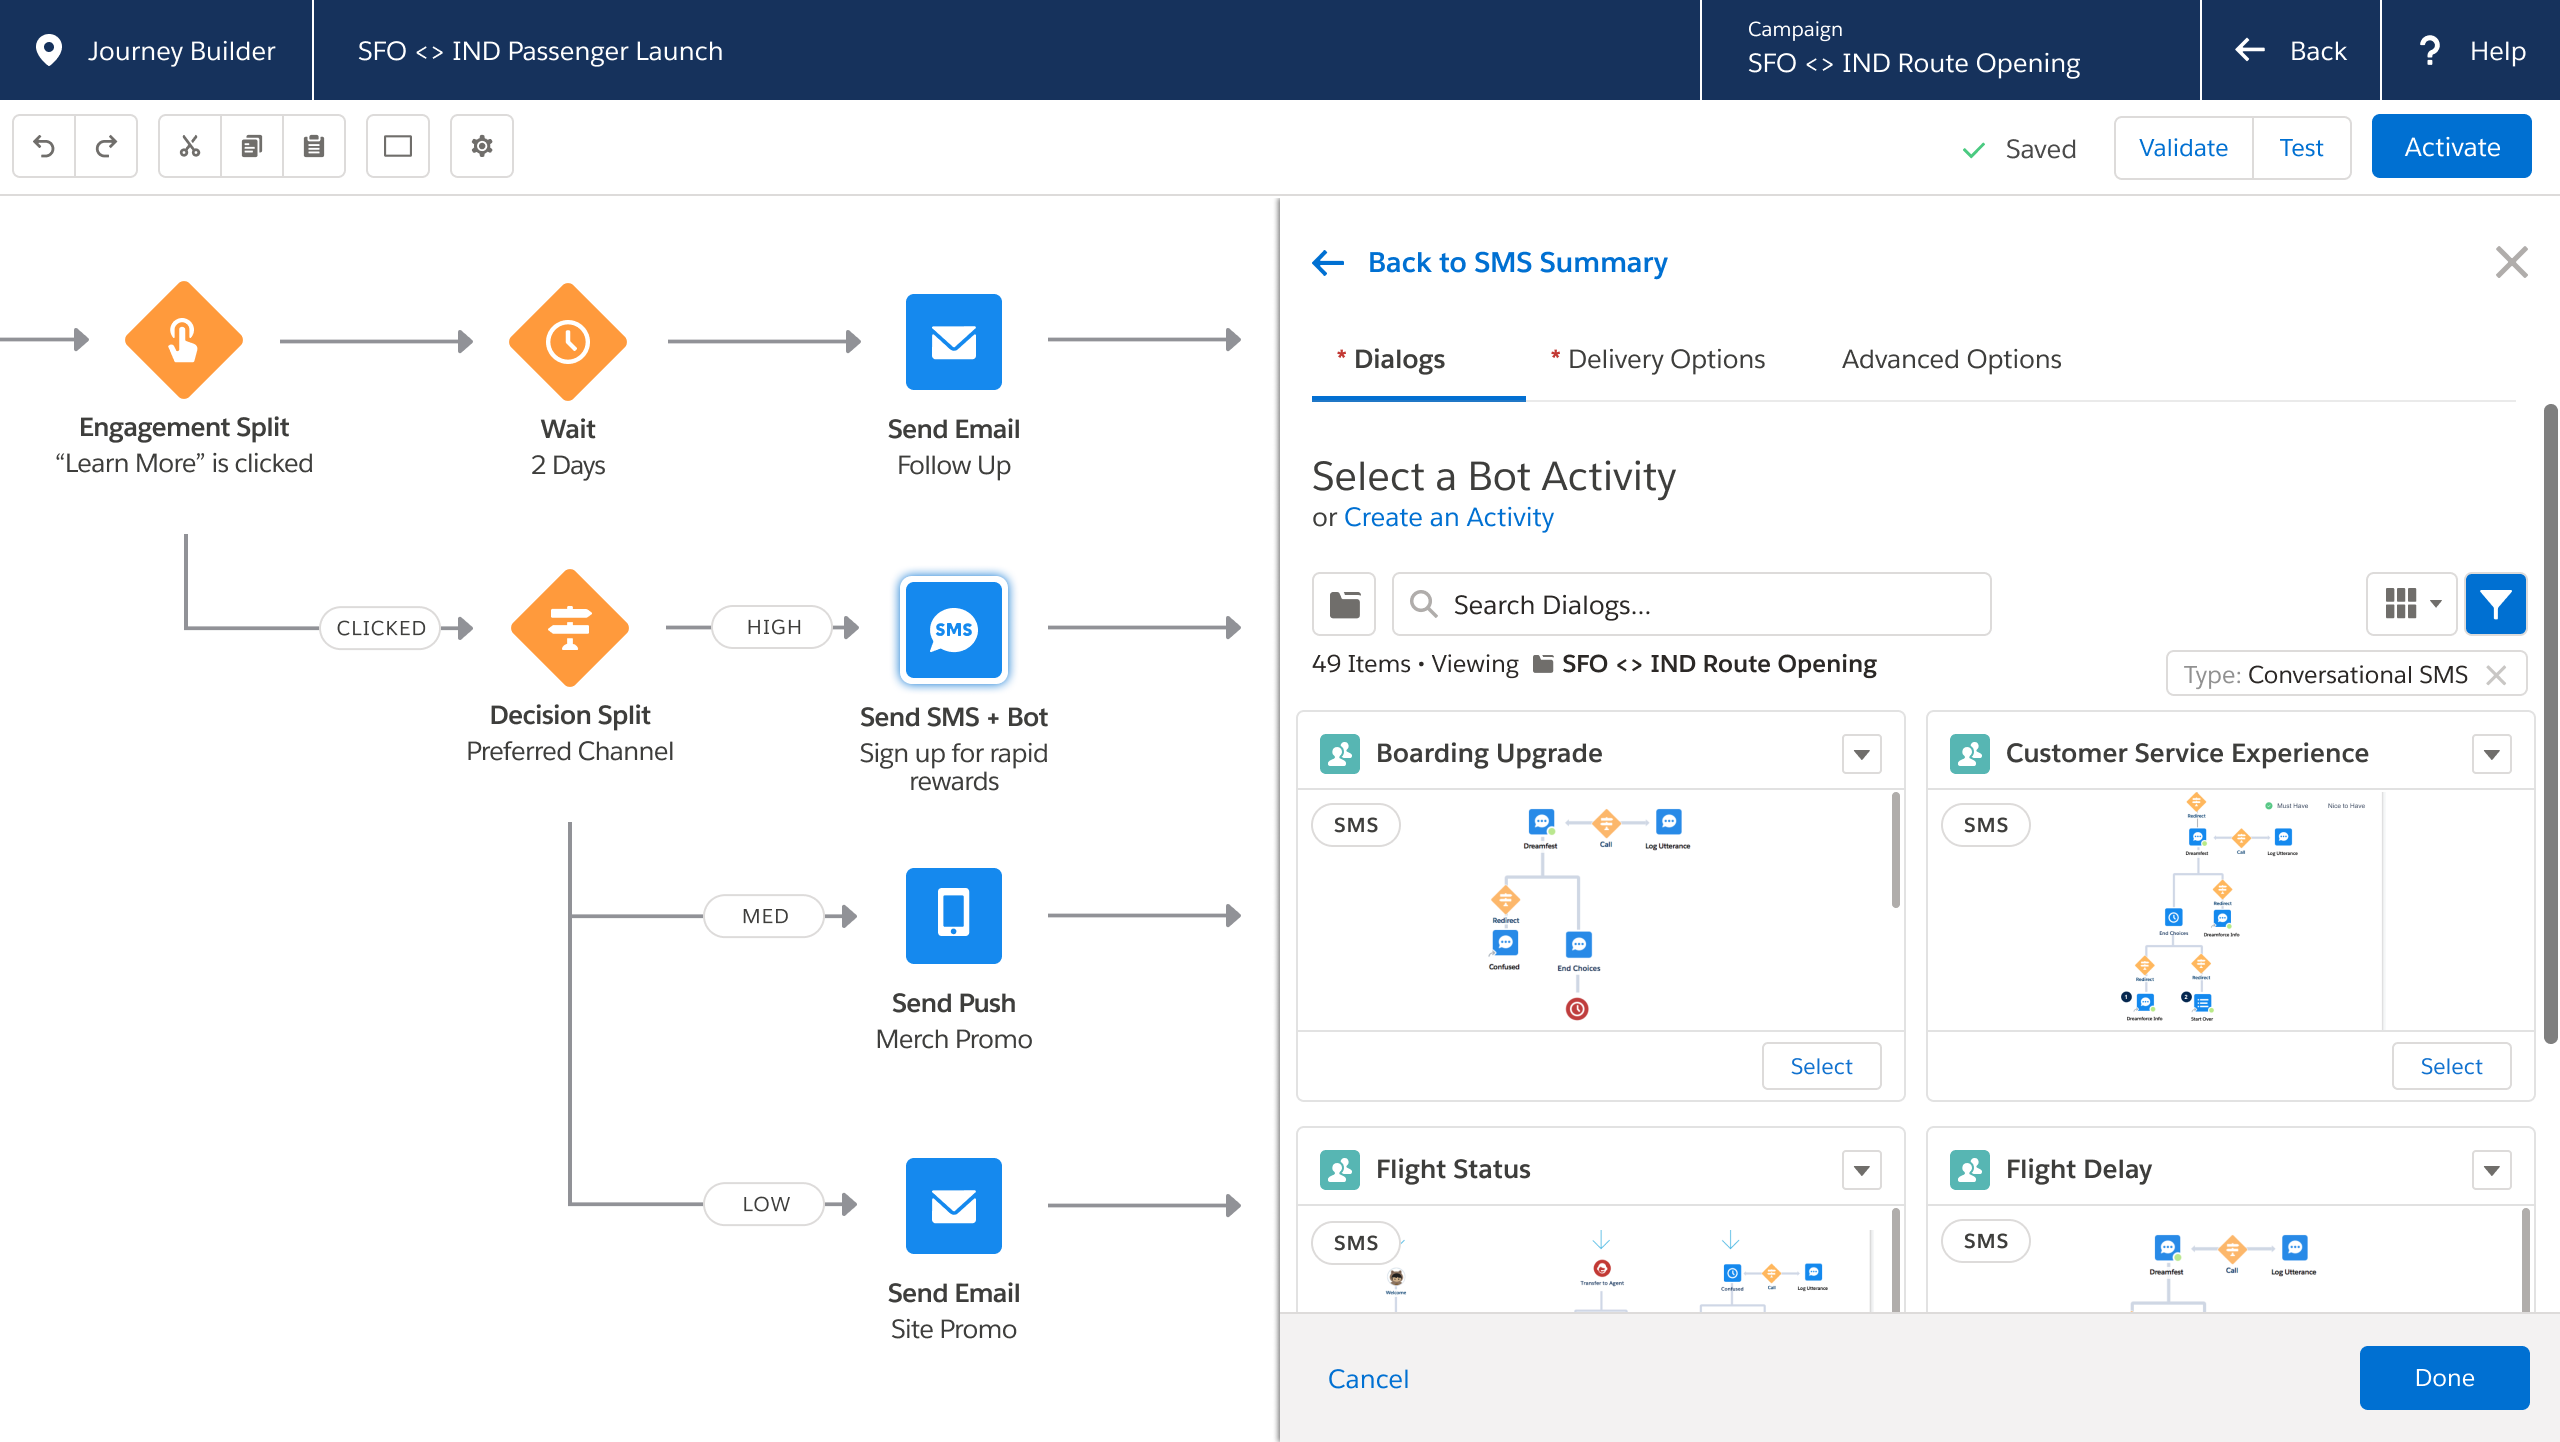 Journey Builder
SFO <> IND Passenger Launch
Campaign
SFO <> IND Route Opening
Back
Help
Saved
Validate
Test
Activate
Engagement Split
“Learn More” is clicked
Wait
2 Days
Send Email
Follow Up
CLICKED
Decision Split
Preferred Channel
HIGH
SMS
Send SMS + Bot
Sign up for rapid
rewards
MED
Send Push
Merch Promo
LOW
Send Email
Site Promo
Back to SMS Summary
* Dialogs
* Delivery Options
Advanced Options
Select a Bot Activity
or Create an Activity
Search Dialogs...
49 Items • Viewing SFO <> IND Route Opening
Type: Conversational SMS
Boarding Upgrade
SMS
Dreamfest
Call
Log Utterance
Redirect
Confused
End Choices
Select
Customer Service Experience
SMS
Must Have
Nice to Have
Redirect
Dreamfest
Call
Log Utterance
Redirect
End Choices
Dreamforce Info
Redirect
Redirect
1
2
Dreamforce Info
Start Over
Select
Flight Status
SMS
Welcome
Transfer to Agent
Confused
Call
Log Utterance
Flight Delay
SMS
Dreamfest
Call
Log Utterance
Cancel
Done